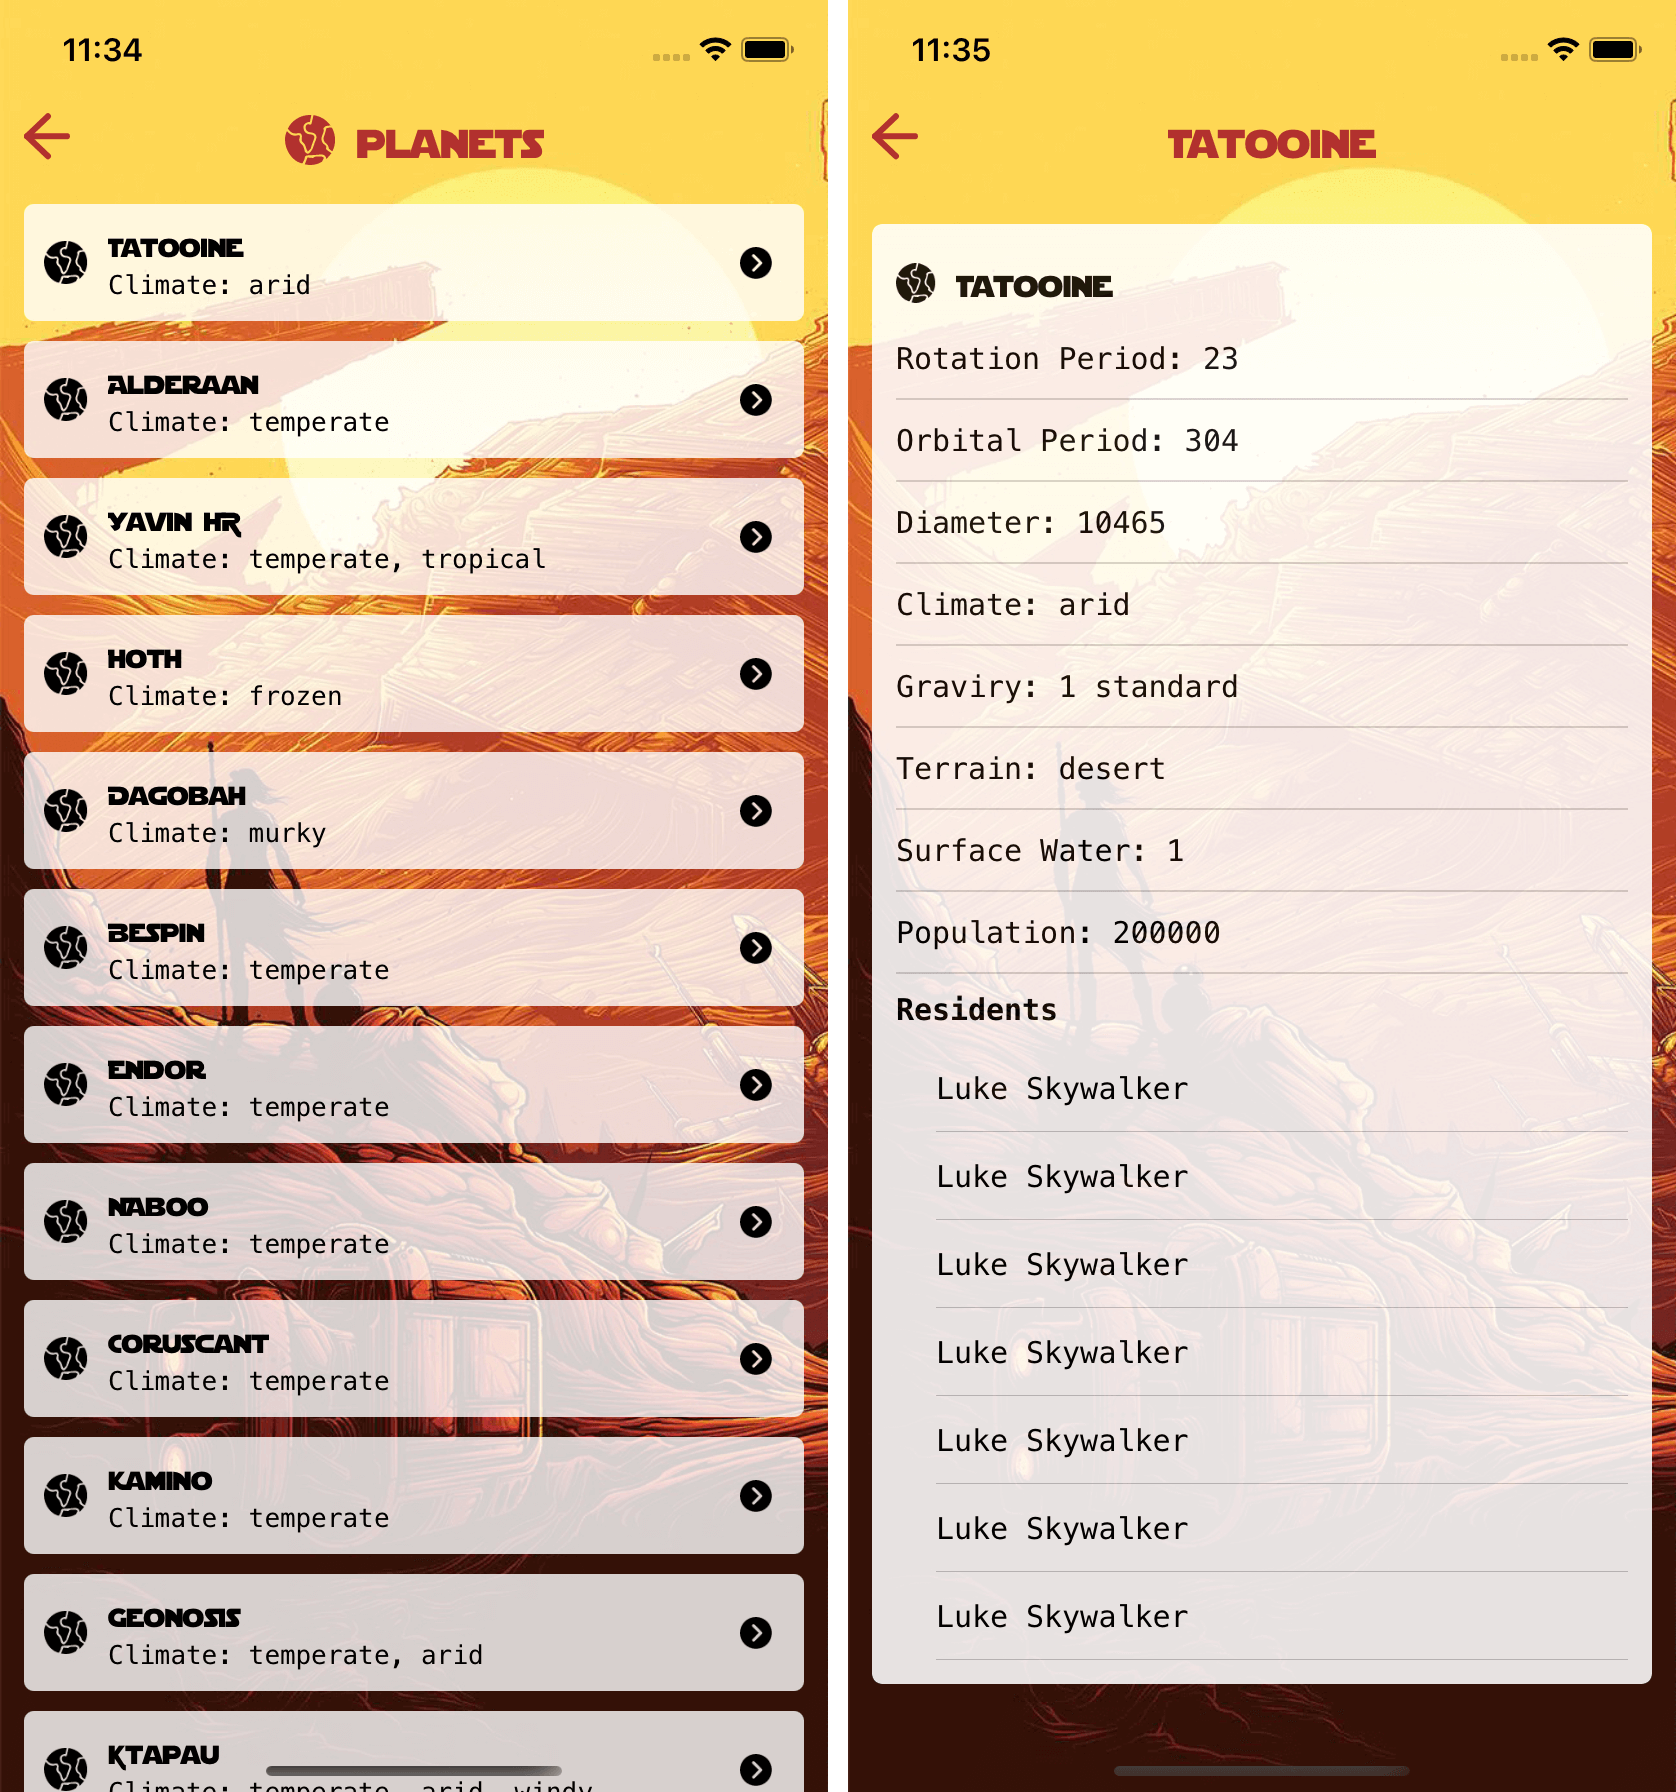 11:34
PLANETS
TATOOINE
Climate: arid
ALDERAAN
Climate: temperate
YAVIN HR
Climate: temperate, tropical
HOTH
Climate: frozen
DAGOBAH
Climate: murky
BESPIN
Climate: temperate
ENDOR
Climate: temperate
NABOO
Climate: temperate
CORUSCANT
Climate: temperate
KAMINO
Climate: temperate
GEONOSIS
Climate: temperate, arid
KTAPAU
Climate: temperate, arid, windy
11:35
TATOOINE
TATOOINE
Rotation Period: 23
Orbital Period: 304
Diameter: 10465
Climate: arid
Graviry: 1 standard
Terrain: desert
Surface Water: 1
Population: 200000
Residents
Luke Skywalker
Luke Skywalker
Luke Skywalker
Luke Skywalker
Luke Skywalker
Luke Skywalker
Luke Skywalker